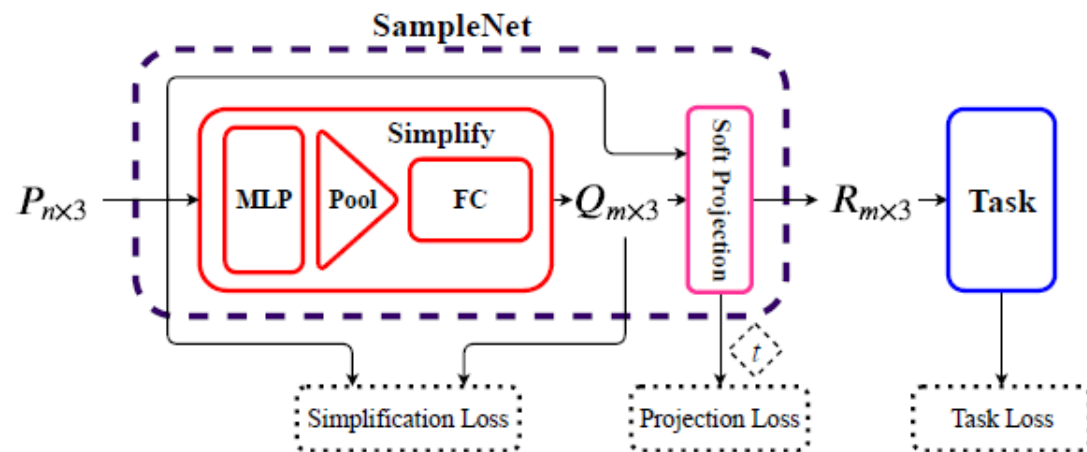 SampleNet
Simplify
MLP
Pool
FC
Soft Projection
Task
P_{n×3}
Q_{m×3}
R_{m×3}
t
Simplification Loss
Projection Loss
Task Loss